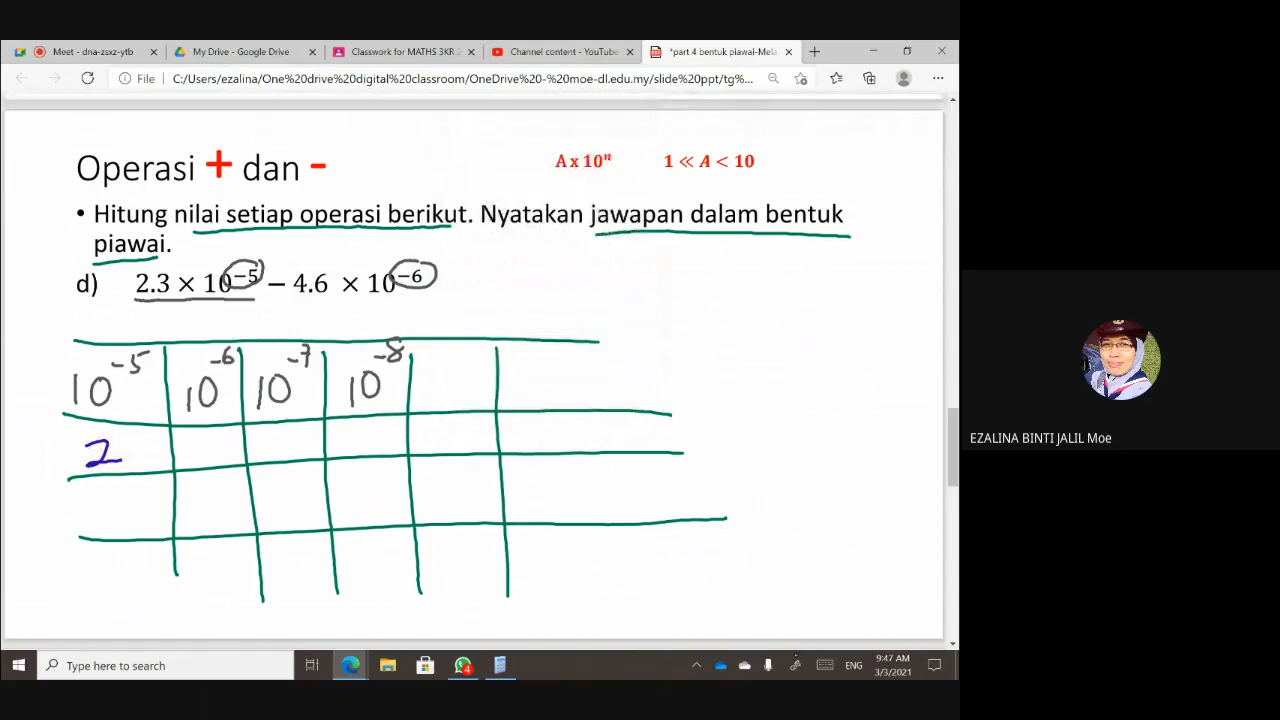 Meet - dna-zsxz-ytb
My Drive - Google Drive
Classwork for MATHS 3KR 2
Channel content - YouTube
*part 4 bentuk piawai-Mela
File
C:/Users/ezalina/One%20drive%20digital%20classroom/OneDrive%20-%20moe-dl.edu.my/slide%20ppt/tg%...
Operasi + dan -
A x 10ⁿ 1 ≪ A < 10
• Hitung nilai setiap operasi berikut. Nyatakan jawapan dalam bentuk
piawai.
d) 2.3 × 10⁻⁵ − 4.6 × 10⁻⁶
10⁻⁵ 10⁻⁶ 10⁻⁷ 10⁻⁸
2
EZALINA BINTI JALIL Moe
Type here to search
4
ENG
9:47 AM
3/3/2021